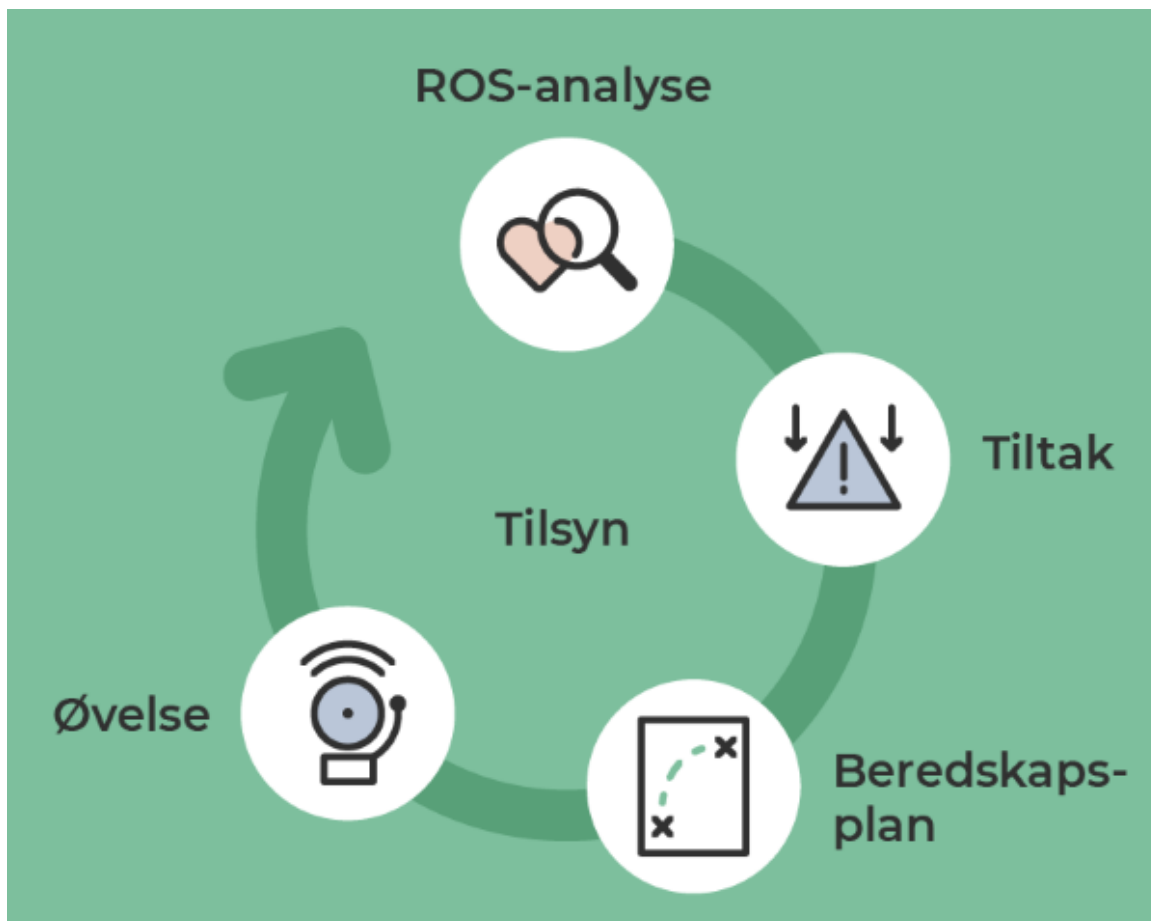 ROS-analyse
Tiltak
Tilsyn
Øvelse
Beredskaps-
plan